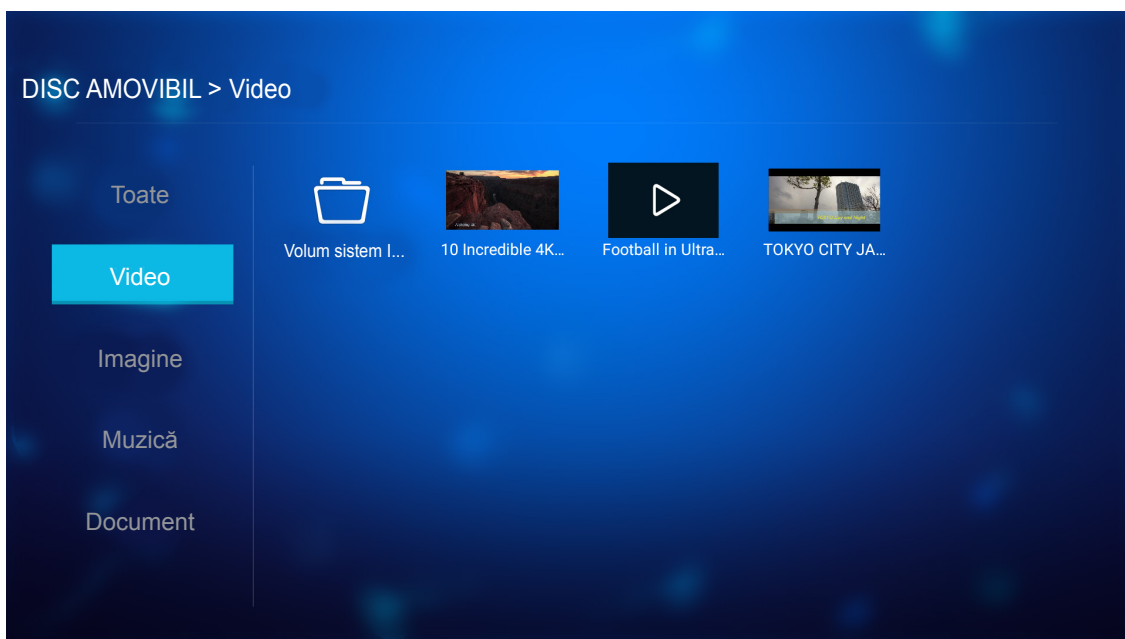 DISC AMOVIBIL > Video
Toate
Video
Imagine
Muzică
Document
Volum sistem I...
10 Incredible 4K...
Football in Ultra...
TOKYO CITY JA...